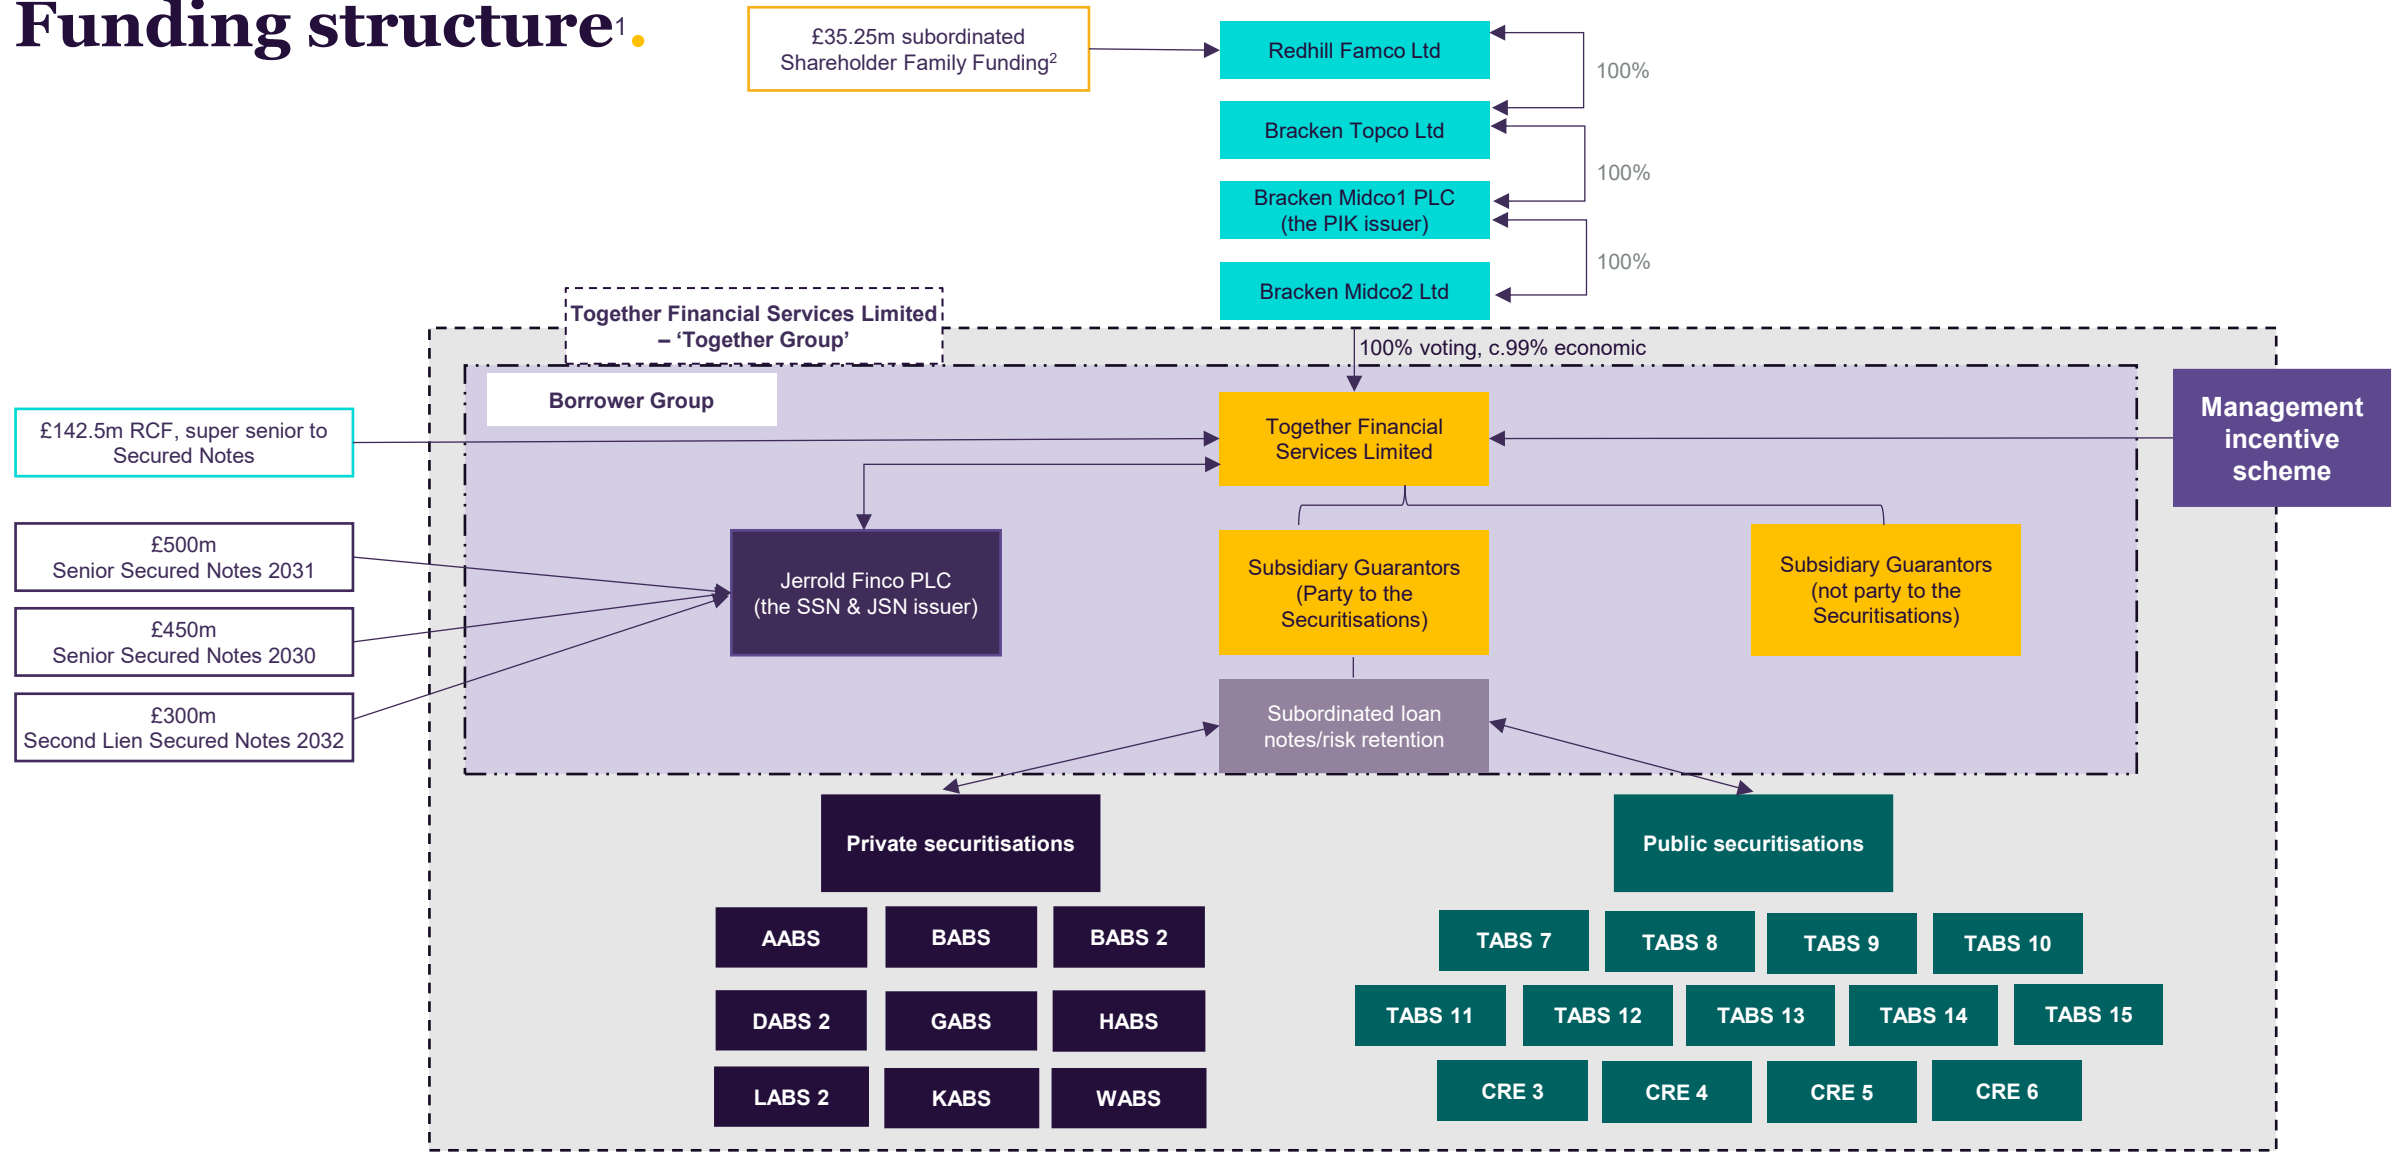 Funding structure1.
£35.25m subordinated
Shareholder Family Funding2
Redhill Famco Ltd
100%
Bracken Topco Ltd
100%
Bracken Midco1 PLC
(the PIK issuer)
100%
Bracken Midco2 Ltd
Together Financial Services Limited
– ‘Together Group’
100% voting, c.99% economic
Borrower Group
Management
incentive
scheme
£142.5m RCF, super senior to
Secured Notes
Together Financial
Services Limited
£500m
Senior Secured Notes 2031
£450m
Senior Secured Notes 2030
£300m
Second Lien Secured Notes 2032
Jerrold Finco PLC
(the SSN & JSN issuer)
Subsidiary Guarantors
(Party to the
Securitisations)
Subsidiary Guarantors
(not party to the
Securitisations)
Subordinated loan
notes/risk retention
Private securitisations
Public securitisations
AABS
BABS
BABS 2
DABS 2
GABS
HABS
LABS 2
KABS
WABS
TABS 7
TABS 8
TABS 9
TABS 10
TABS 11
TABS 12
TABS 13
TABS 14
TABS 15
CRE 3
CRE 4
CRE 5
CRE 6